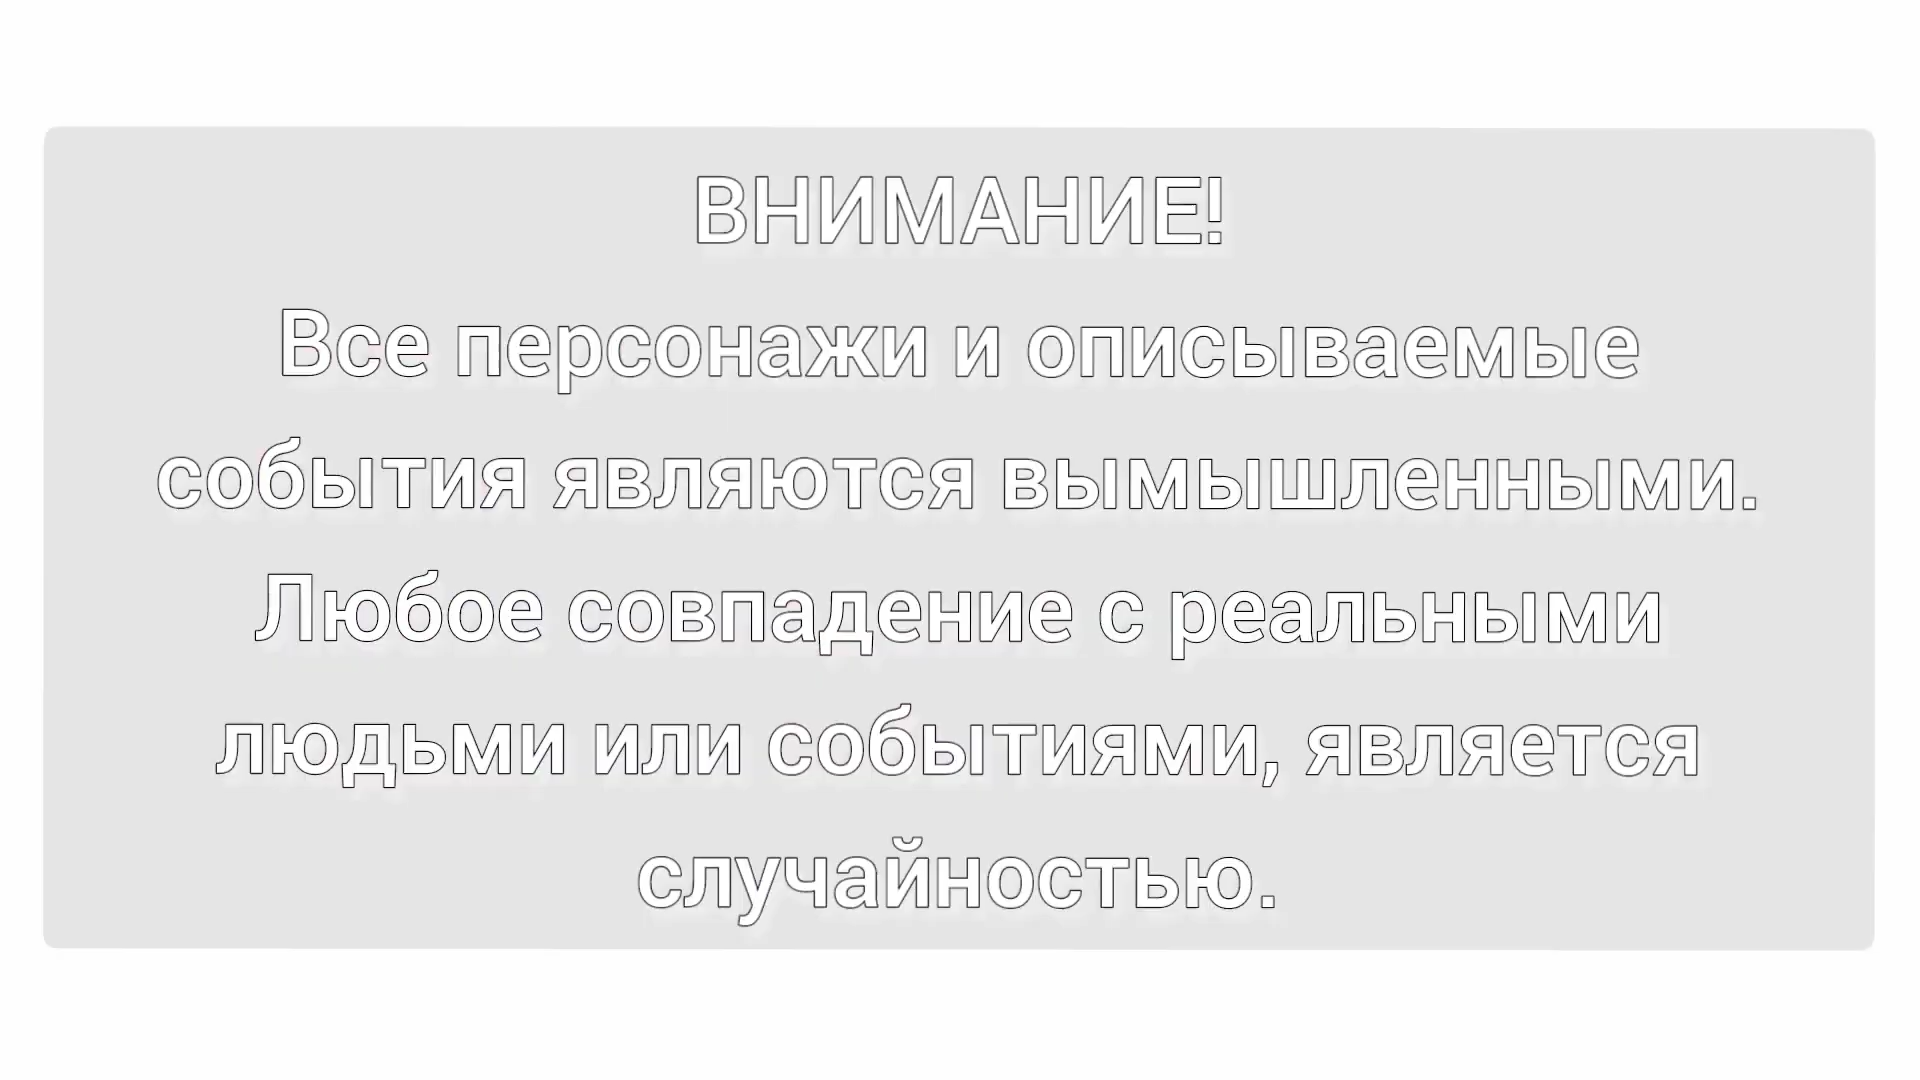 ВНИМАНИЕ!
Все персонажи и описываемые
события являются вымышленными.
Любое совпадение с реальными
людьми или событиями, является
случайностью.